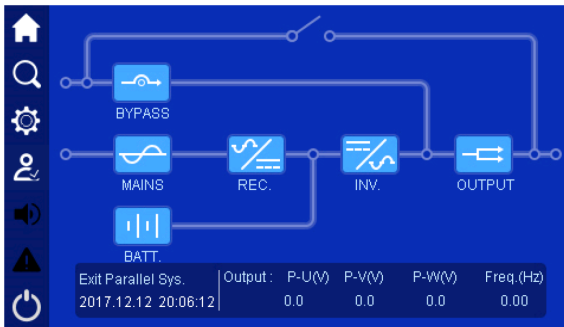 BYPASS
MAINS
REC.
INV.
OUTPUT
BATT.
Exit Parallel Sys.
2017.12.12 20:06:12
Output : P-U(V) P-V(V) P-W(V) Freq.(Hz)
0.0 0.0 0.0 0.00